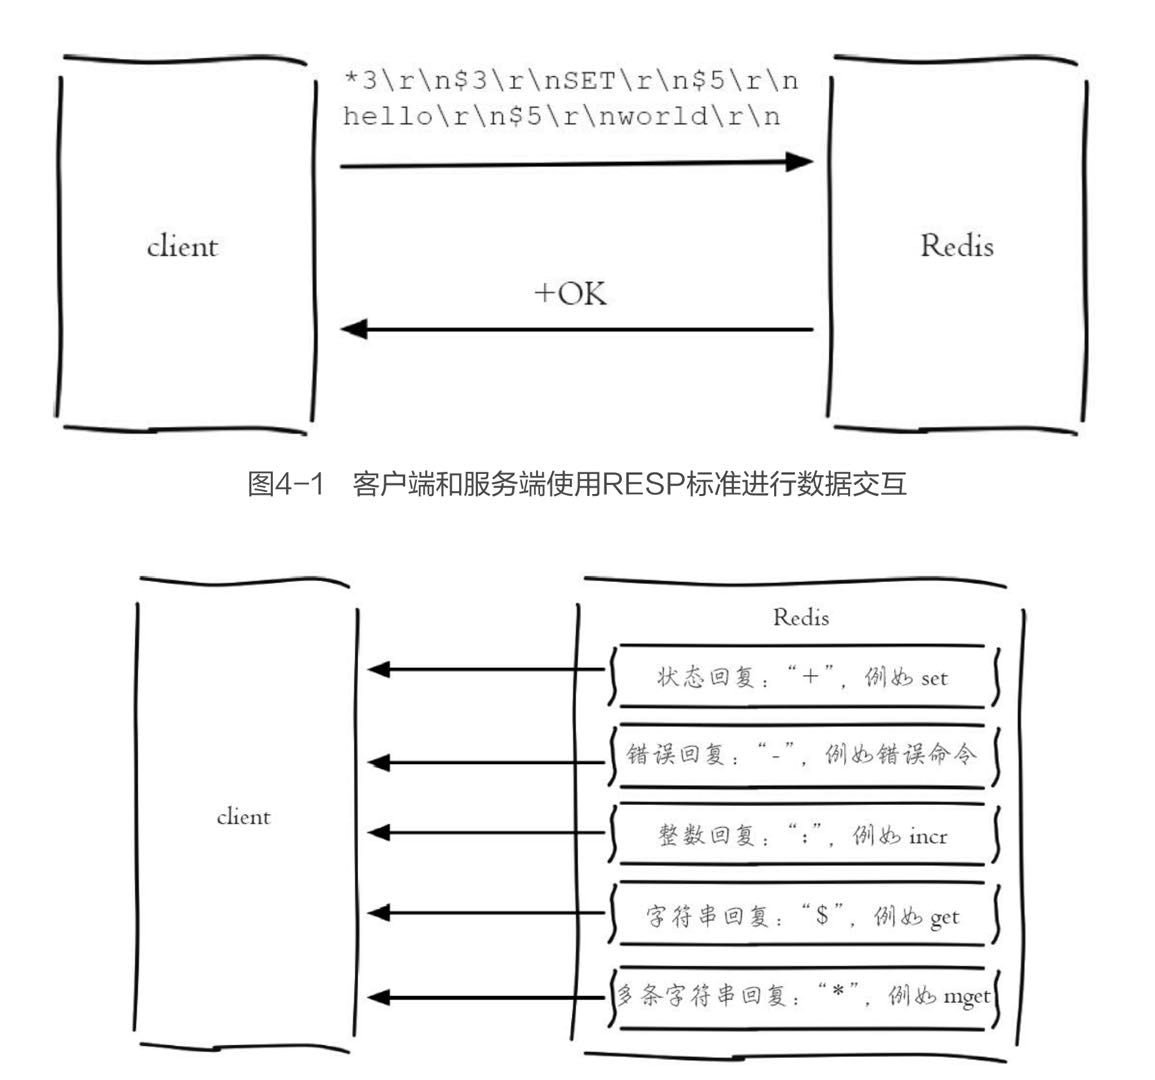 *3\r\n$3\r\nSET\r\n$5\r\n
hello\r\n$5\r\nworld\r\n
client
Redis
+OK
图4-1 客户端和服务端使用RESP标准进行数据交互
Redis
状态回复：“+”，例如 set
错误回复：“-”，例如错误命令
client
整数回复：“:”，例如 incr
字符串回复：“$”，例如 get
多条字符串回复：“*”，例如 mget